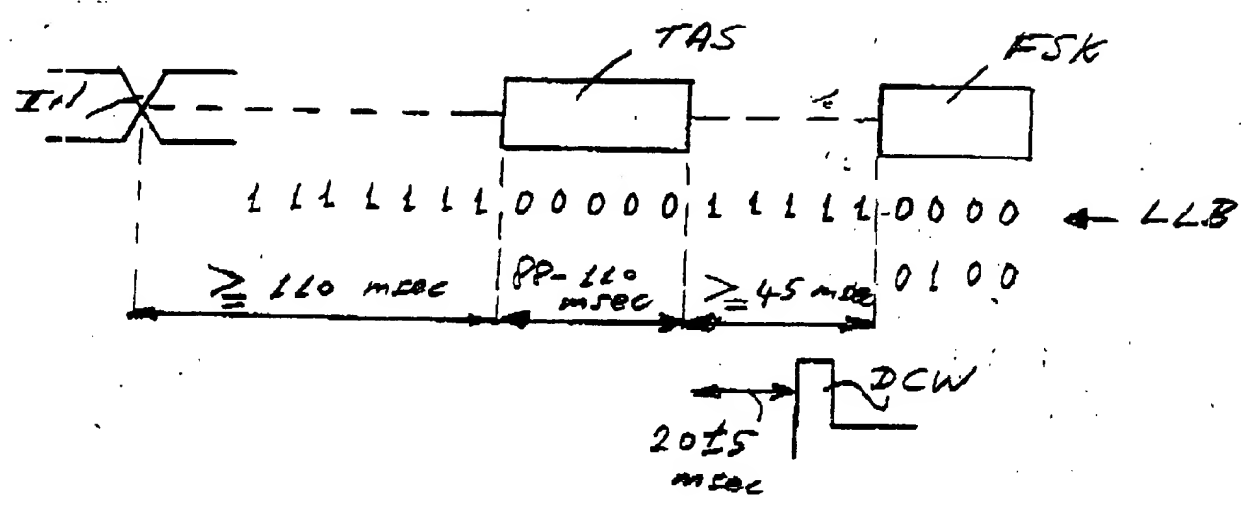 TAS
FSK
1 1 1 1 1 1 1 0 0 0 0 0 1 1 1 1 1 0 0 0 0 LLB
≥ 110 msec
88-110 msec
≥ 45 msec
0 1 0 0
DCW
20±5
msec